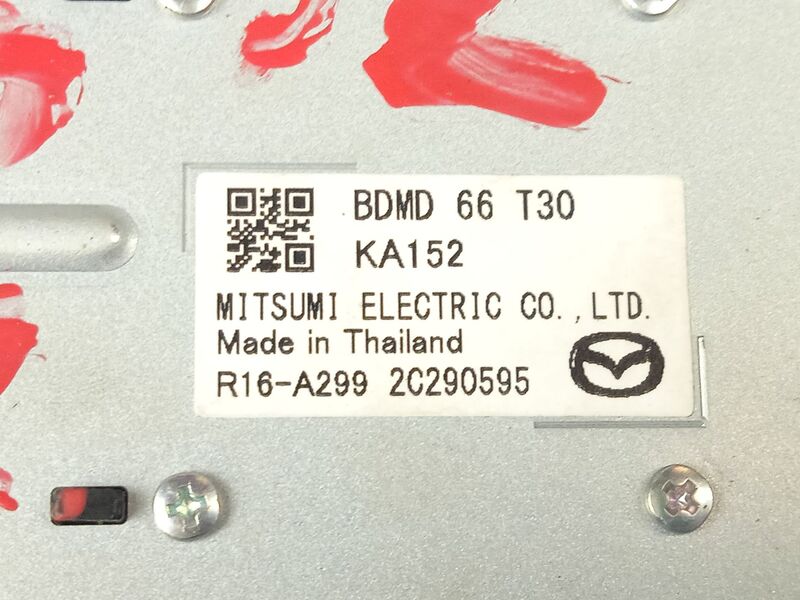 BDMD 66 T30
KA152
MITSUMI ELECTRIC CO.,LTD.
Made in Thailand
R16-A299 2C290595